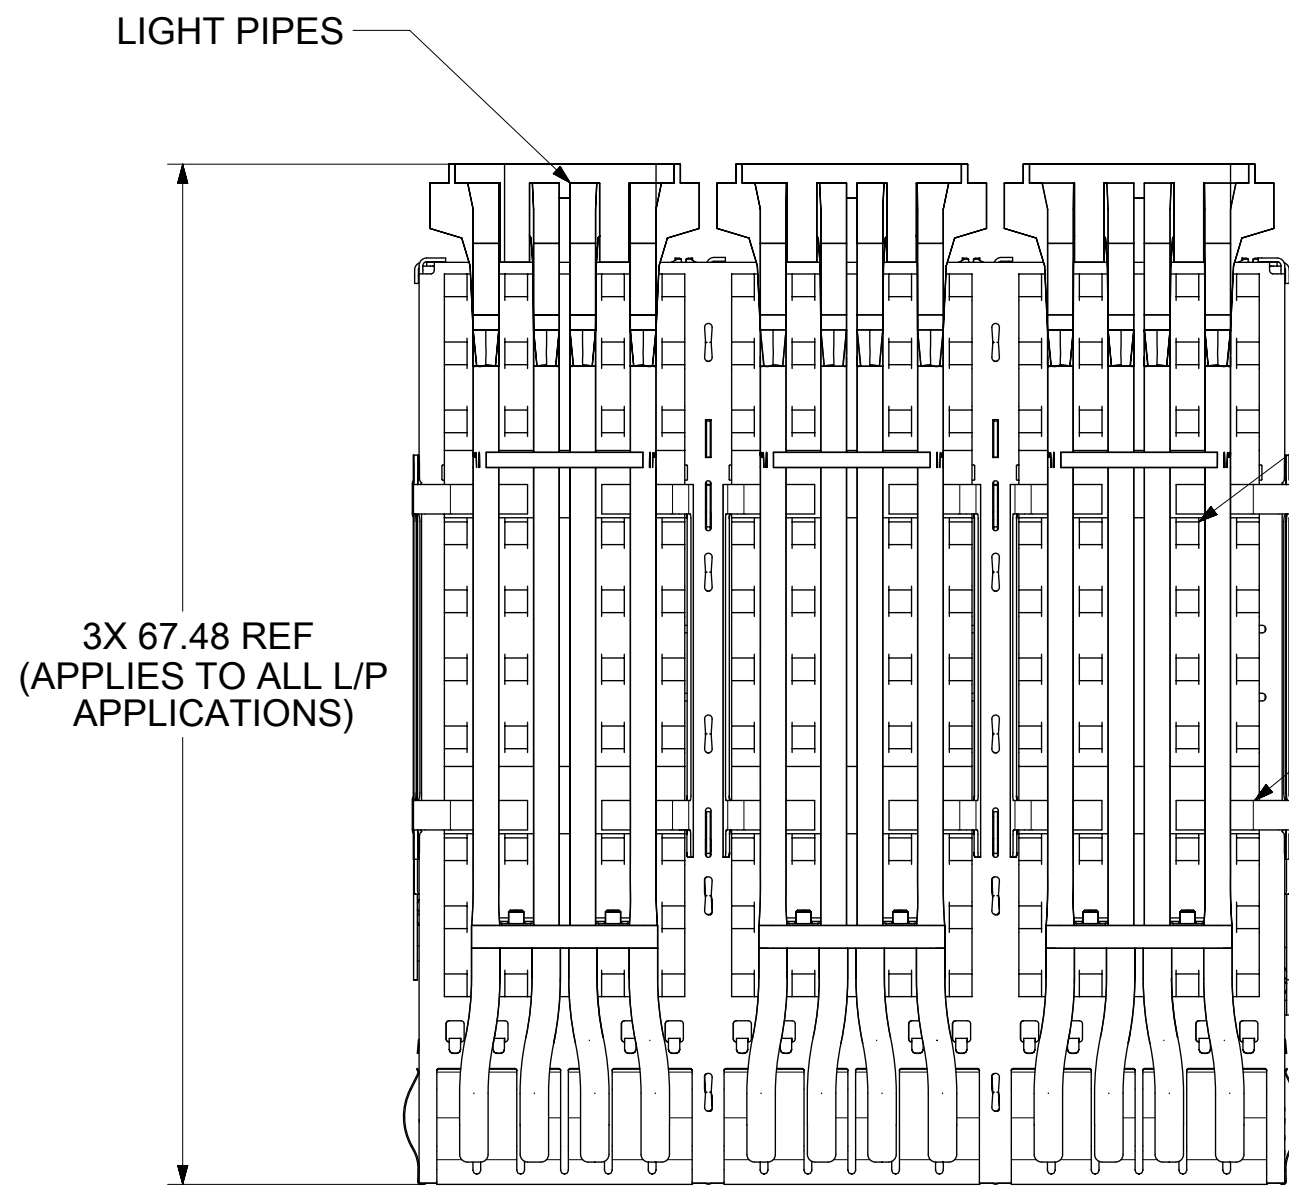 LIGHT PIPES
3X 67.48 REF
(APPLIES TO ALL L/P
APPLICATIONS)